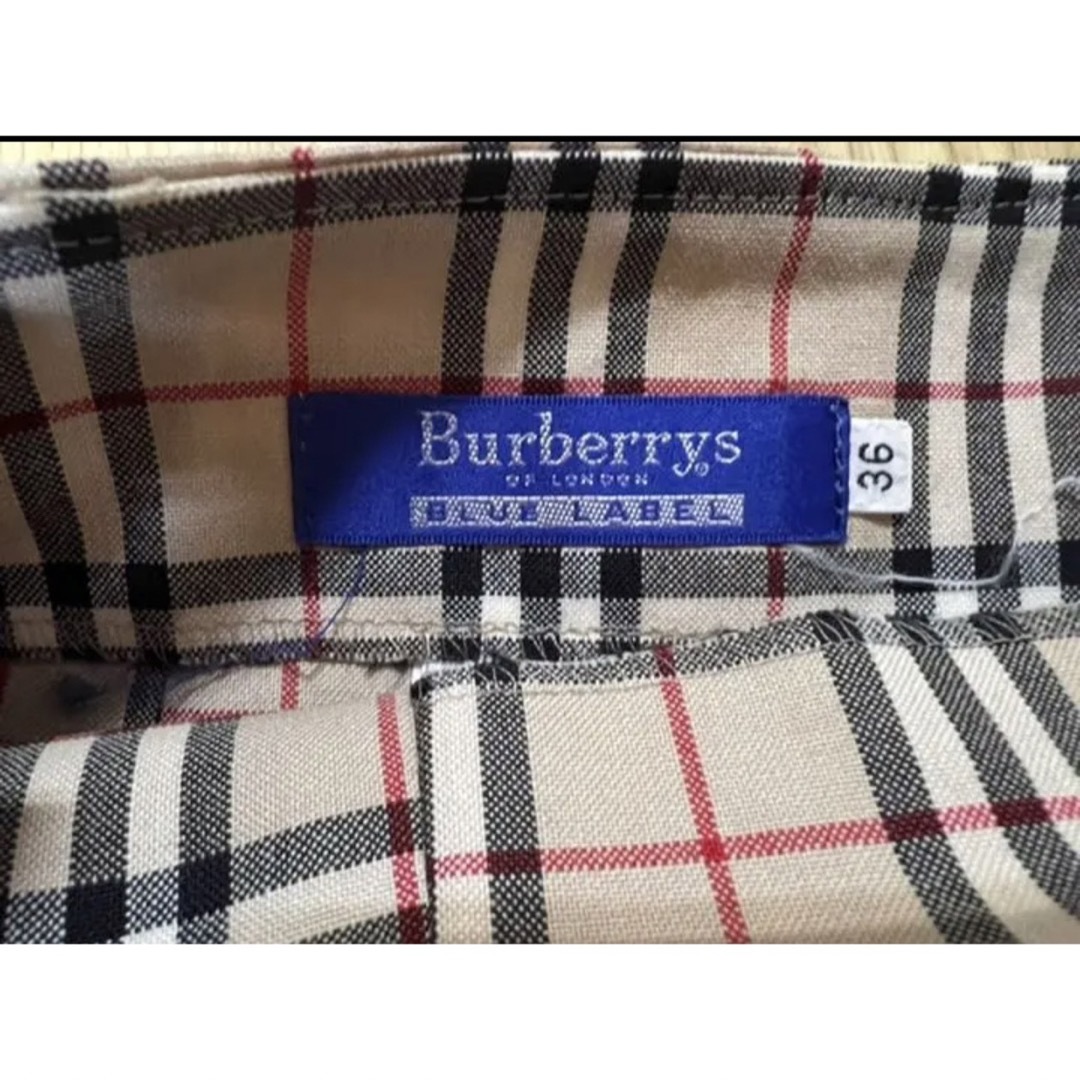 Burberrys
OF LONDON
BLUE LABEL
36